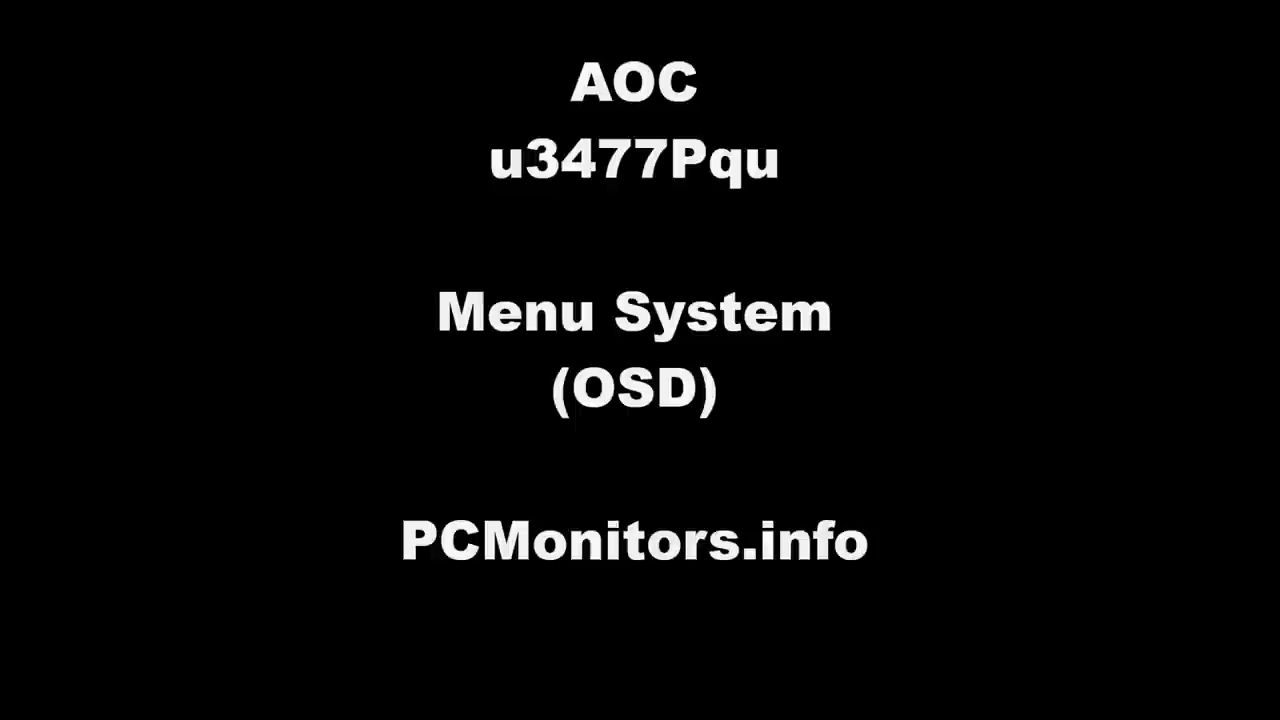 AOC
u3477Pqu
Menu System
(OSD)
PCMonitors.info